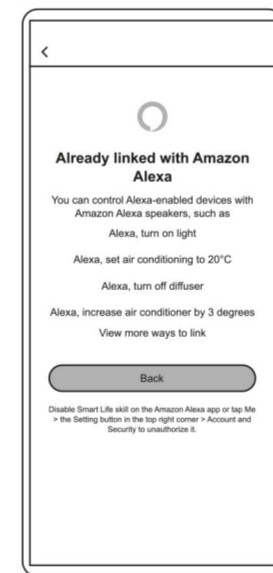 Already linked with Amazon
Alexa
You can control Alexa-enabled devices with
Amazon Alexa speakers, such as
Alexa, turn on light
Alexa, set air conditioning to 20°C
Alexa, turn off diffuser
Alexa, increase air conditioner by 3 degrees
View more ways to link
Back
Disable Smart Life skill on the Amazon Alexa app or tap Me
> the Setting button in the top right corner > Account and
Security to unauthorize it.